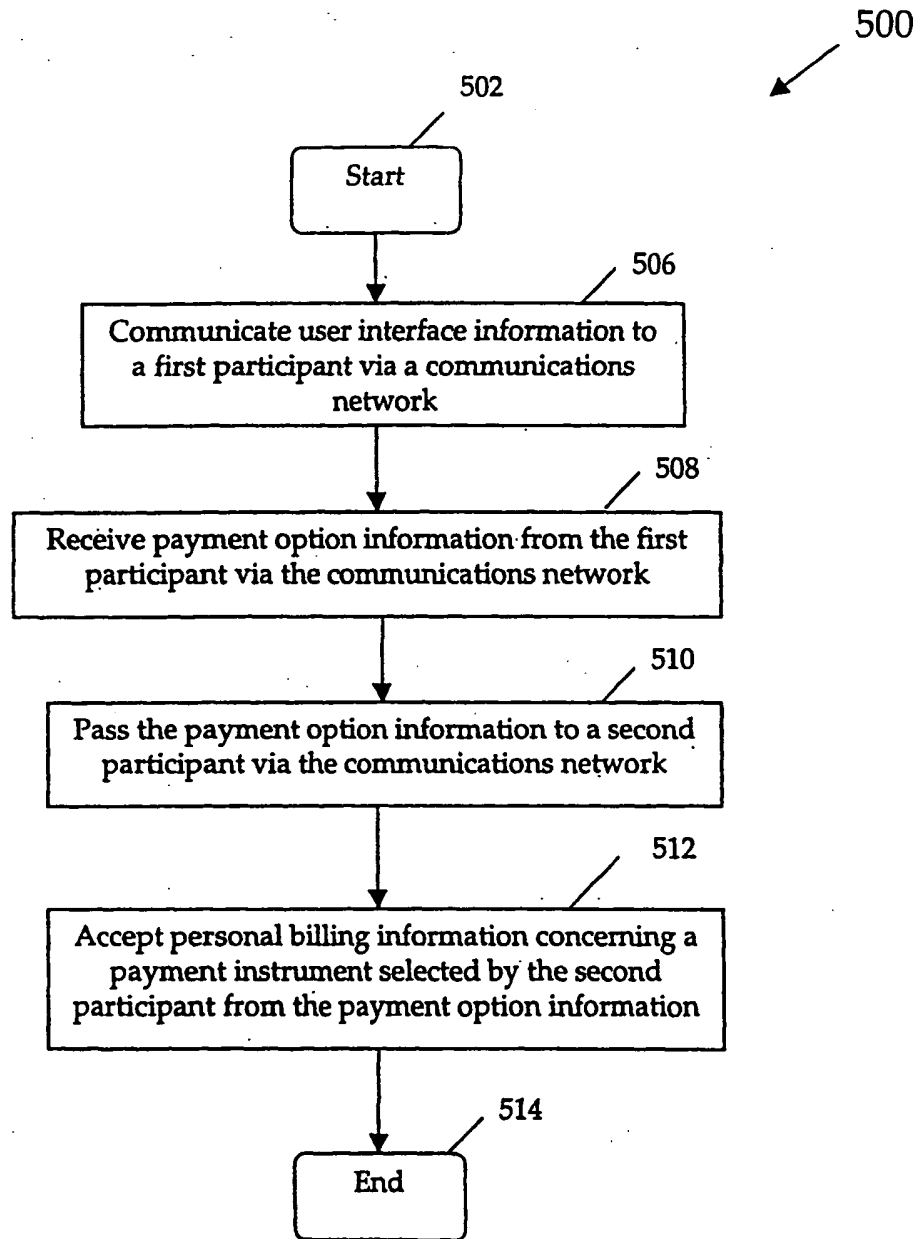 500
502
Start
506
Communicate user interface information to
a first participant via a communications
network
508
Receive payment option information from the first
participant via the communications network
510
Pass the payment option information to a second
participant via the communications network
512
Accept personal billing information concerning a
payment instrument selected by the second
participant from the payment option information
514
End